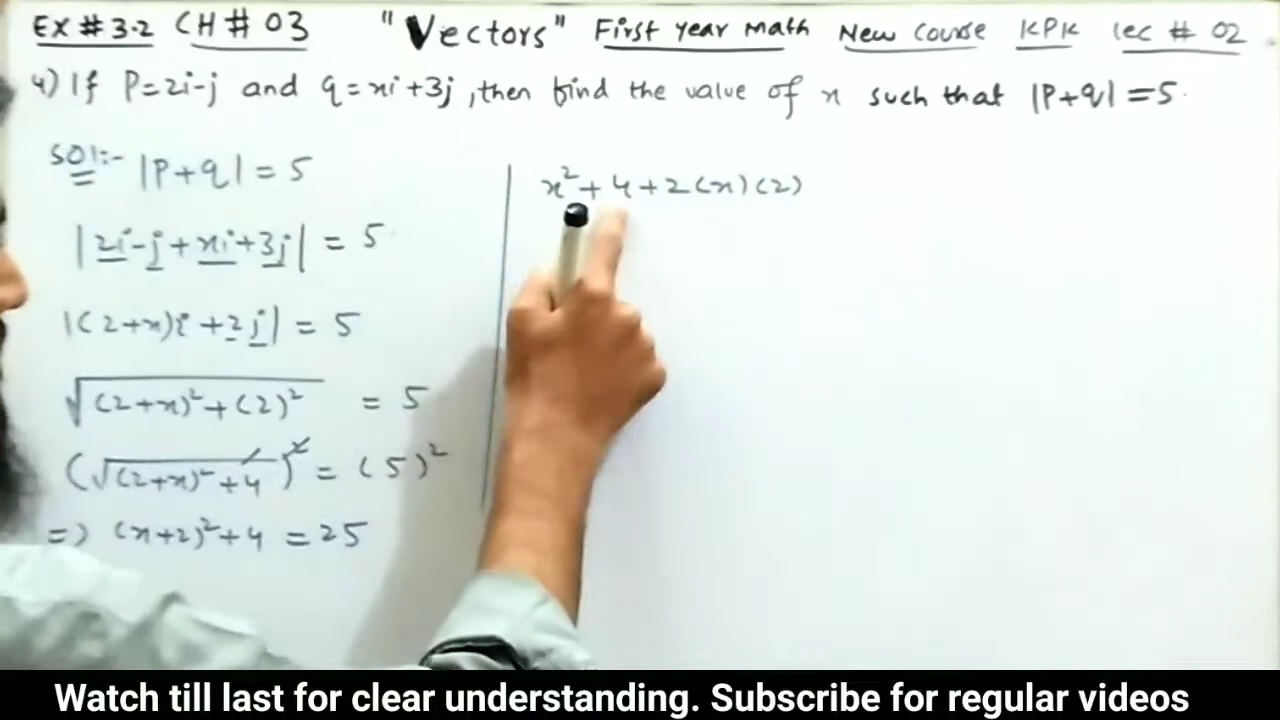 EX # 3.2 CH # 03 "Vectors" First year math New Course KPK lec # 02
4) If P=2i-j and q=xi+3j, then find the value of x such that |P+q|=5.
SOl:- |P+q| = 5
|2i-j+xi+3j| = 5
|(2+x)i+2j| = 5
√(2+x)²+(2)² = 5
(√(2+x)²+4)² = (5)²
=> (x+2)²+4 = 25
x²+4+2(x)(2)
Watch till last for clear understanding. Subscribe for regular videos